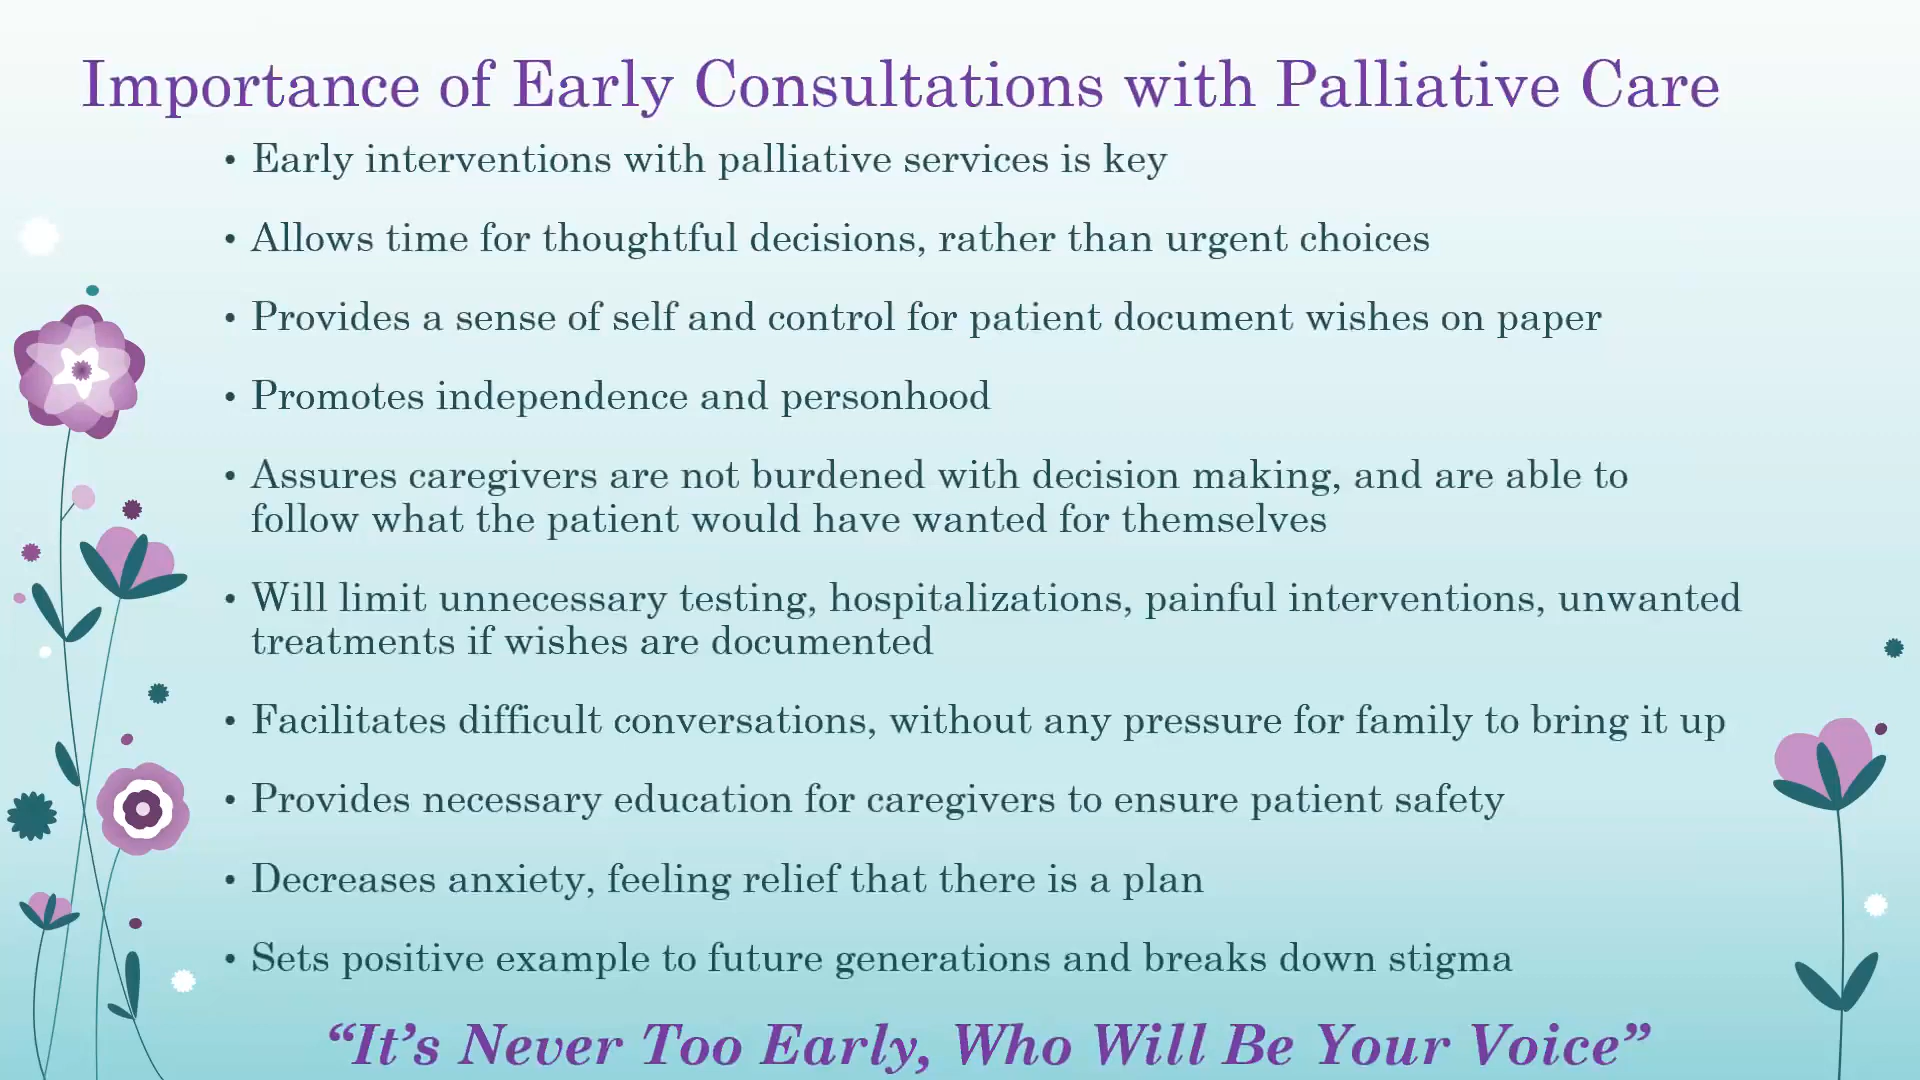 Importance of Early Consultations with Palliative Care
• Early interventions with palliative services is key
• Allows time for thoughtful decisions, rather than urgent choices
• Provides a sense of self and control for patient document wishes on paper
• Promotes independence and personhood
• Assures caregivers are not burdened with decision making, and are able to
follow what the patient would have wanted for themselves
• Will limit unnecessary testing, hospitalizations, painful interventions, unwanted
treatments if wishes are documented
• Facilitates difficult conversations, without any pressure for family to bring it up
• Provides necessary education for caregivers to ensure patient safety
• Decreases anxiety, feeling relief that there is a plan
• Sets positive example to future generations and breaks down stigma
“It’s Never Too Early, Who Will Be Your Voice”